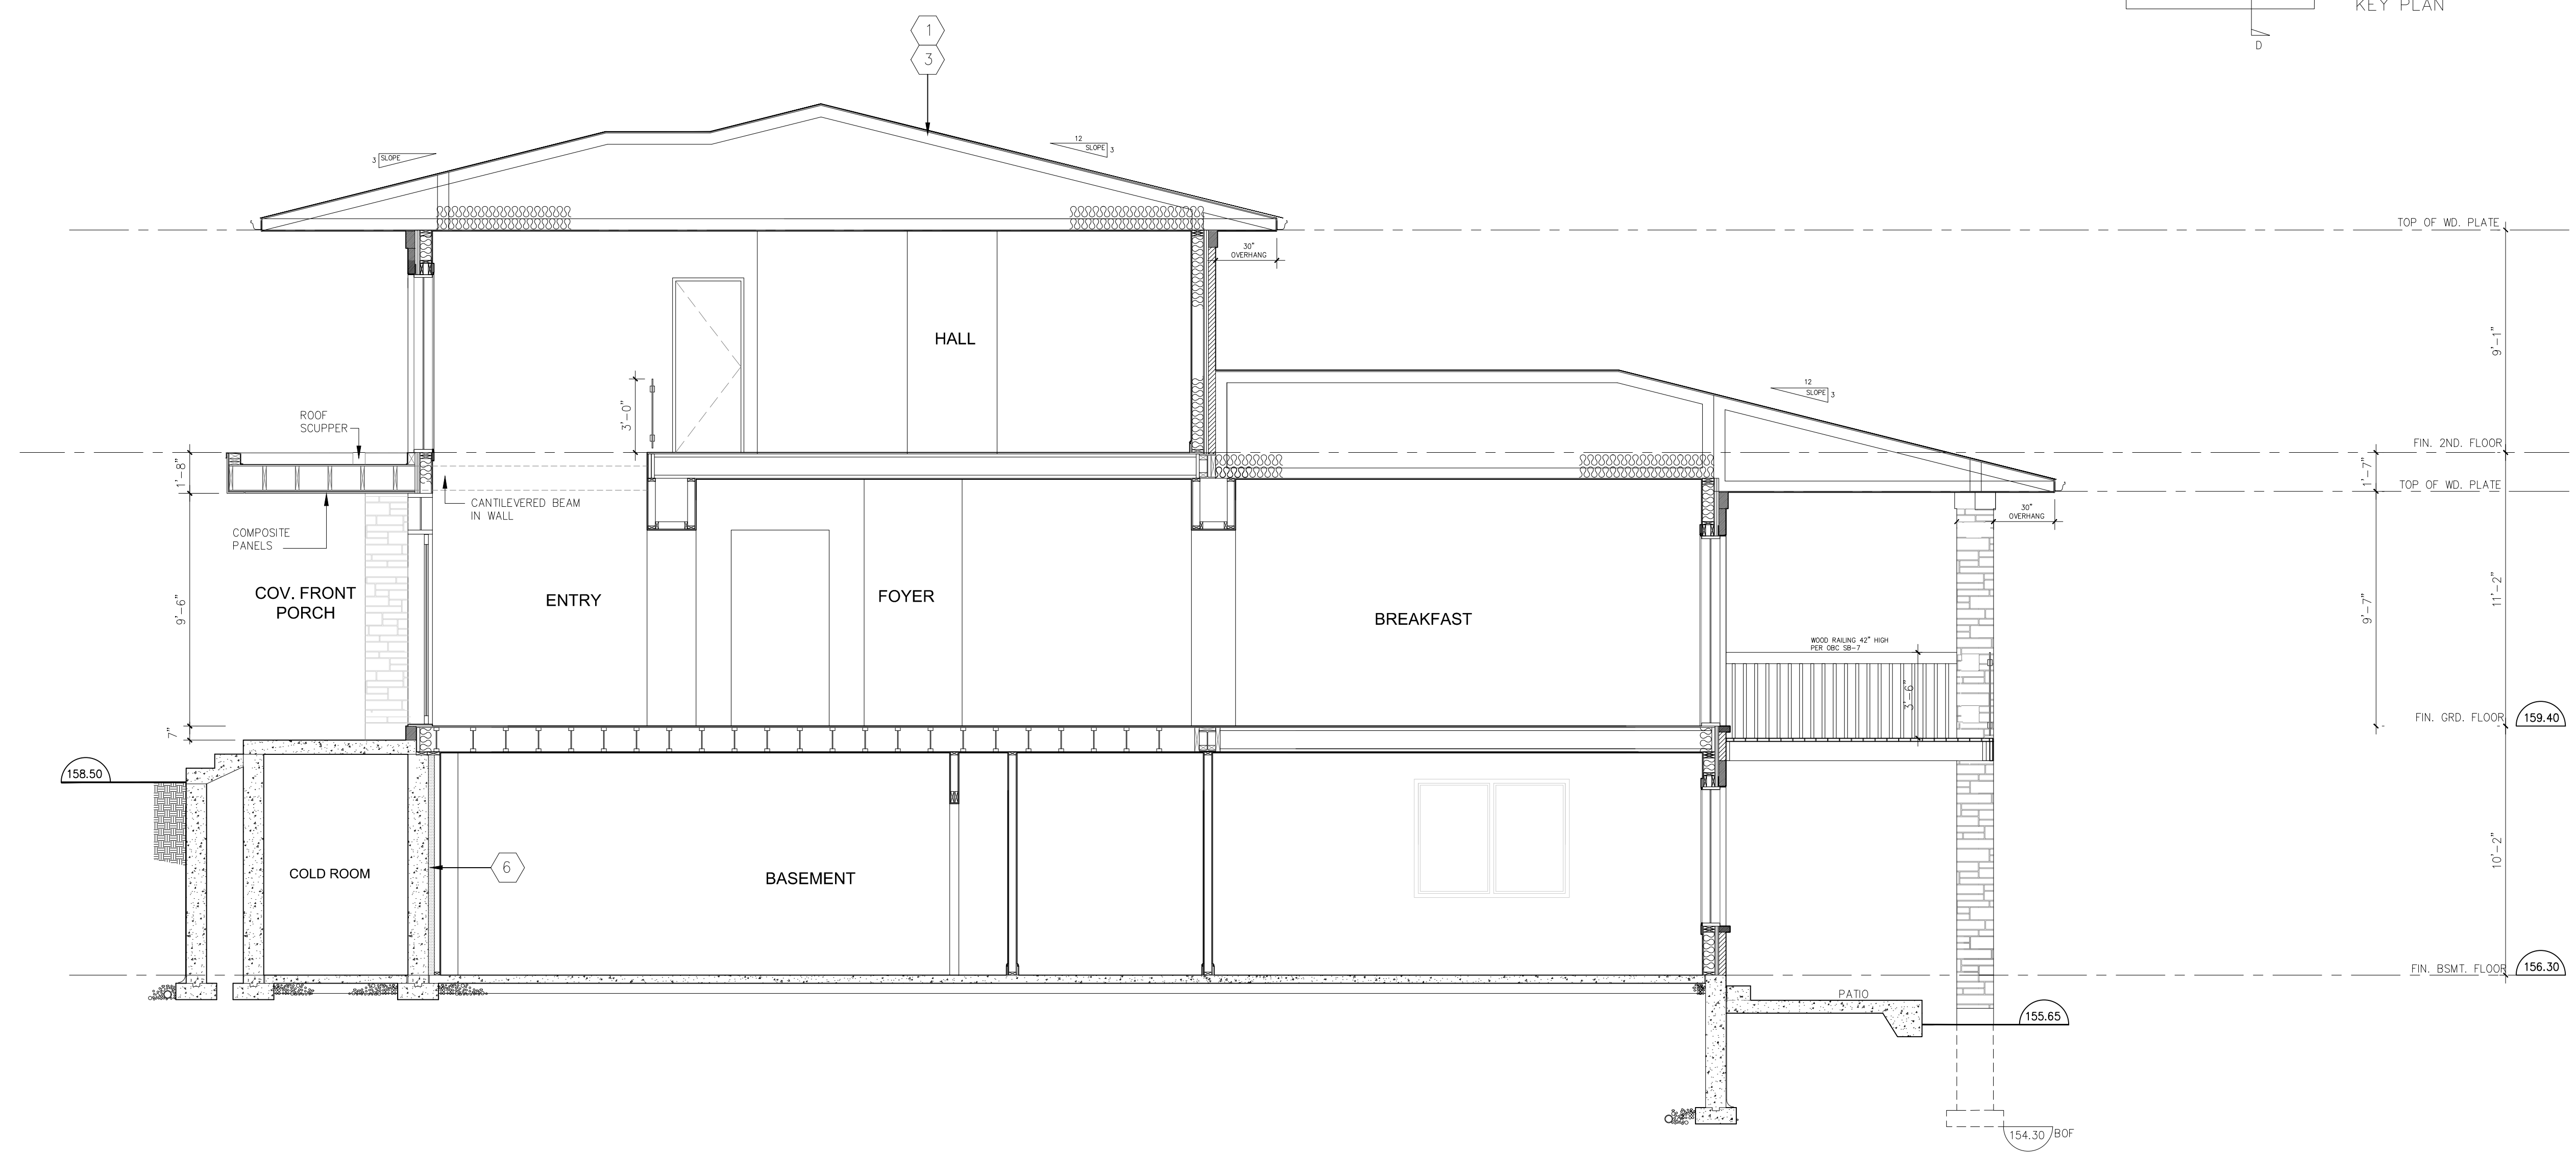 KEY PLAN
D
1
3
3
SLOPE
12
SLOPE
3
TOP OF WD. PLATE
30"
OVERHANG
9'-1"
HALL
3'-0"
12
SLOPE
3
ROOF
SCUPPER
FIN. 2ND. FLOOR
1'-8"
1'-7"
CANTILEVERED BEAM
IN WALL
TOP OF WD. PLATE
30"
OVERHANG
COMPOSITE
PANELS
COV. FRONT
PORCH
ENTRY
FOYER
BREAKFAST
9'-6"
9'-7"
11'-2"
WOOD RAILING 42" HIGH
PER OBC SB-7
3'-6"
7"
FIN. GRD. FLOOR
159.40
158.50
COLD ROOM
6
BASEMENT
10'-2"
FIN. BSMT. FLOOR
156.30
PATIO
155.65
154.30
BOF